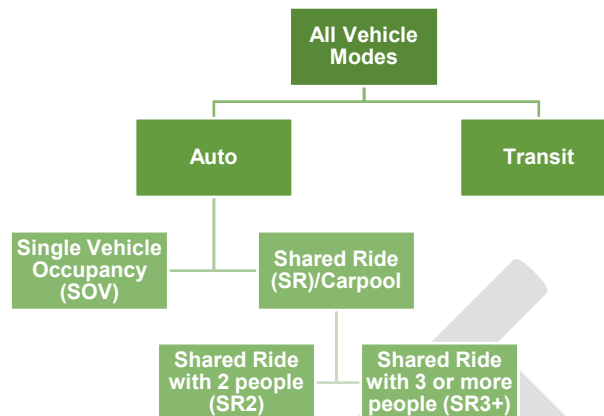 All Vehicle
Modes
Auto
Transit
Single Vehicle
Occupancy
(SOV)
Shared Ride
(SR)/Carpool
Shared Ride
with 2 people
(SR2)
Shared Ride
with 3 or more
people (SR3+)